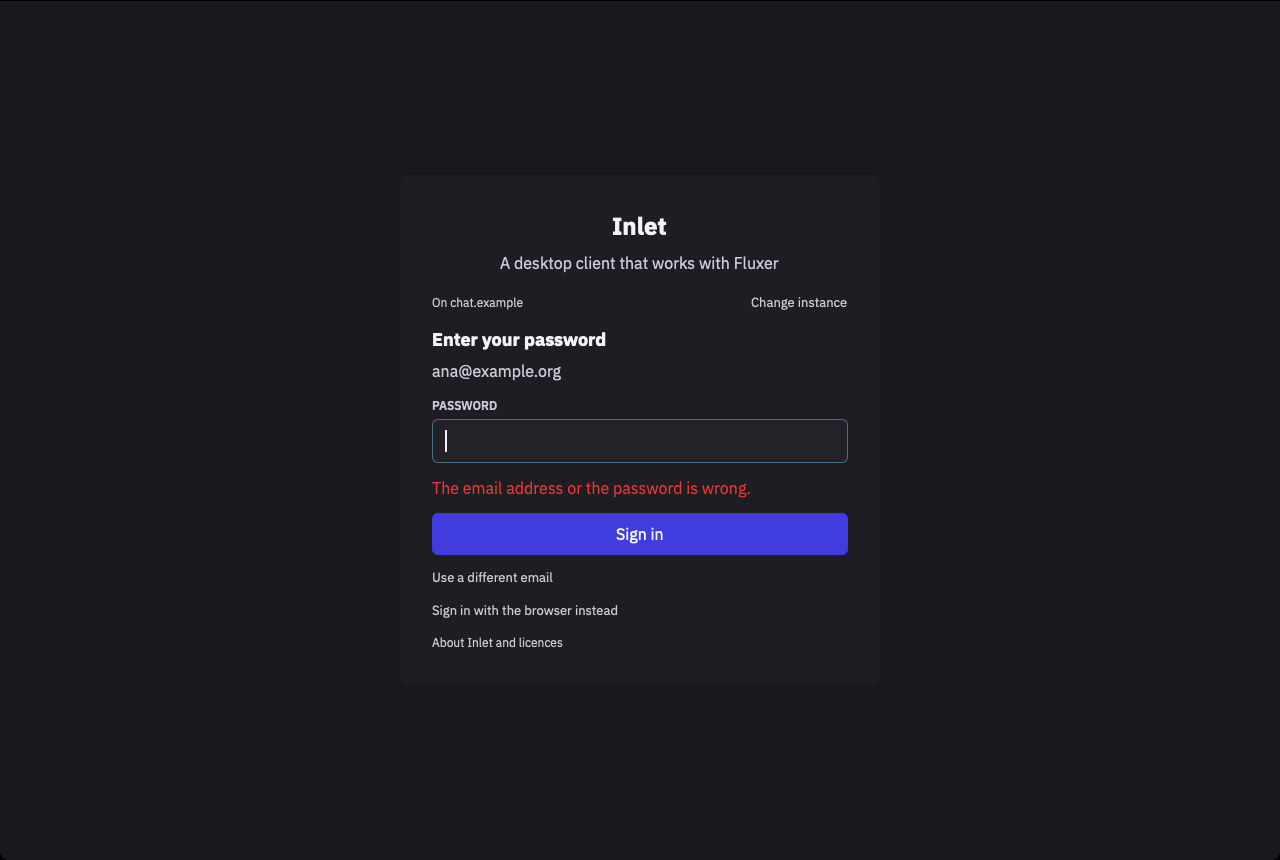 Inlet
A desktop client that works with Fluxer
On chat.example
Change instance
Enter your password
ana@example.org
PASSWORD
The email address or the password is wrong.
Sign in
Use a different email
Sign in with the browser instead
About Inlet and licences